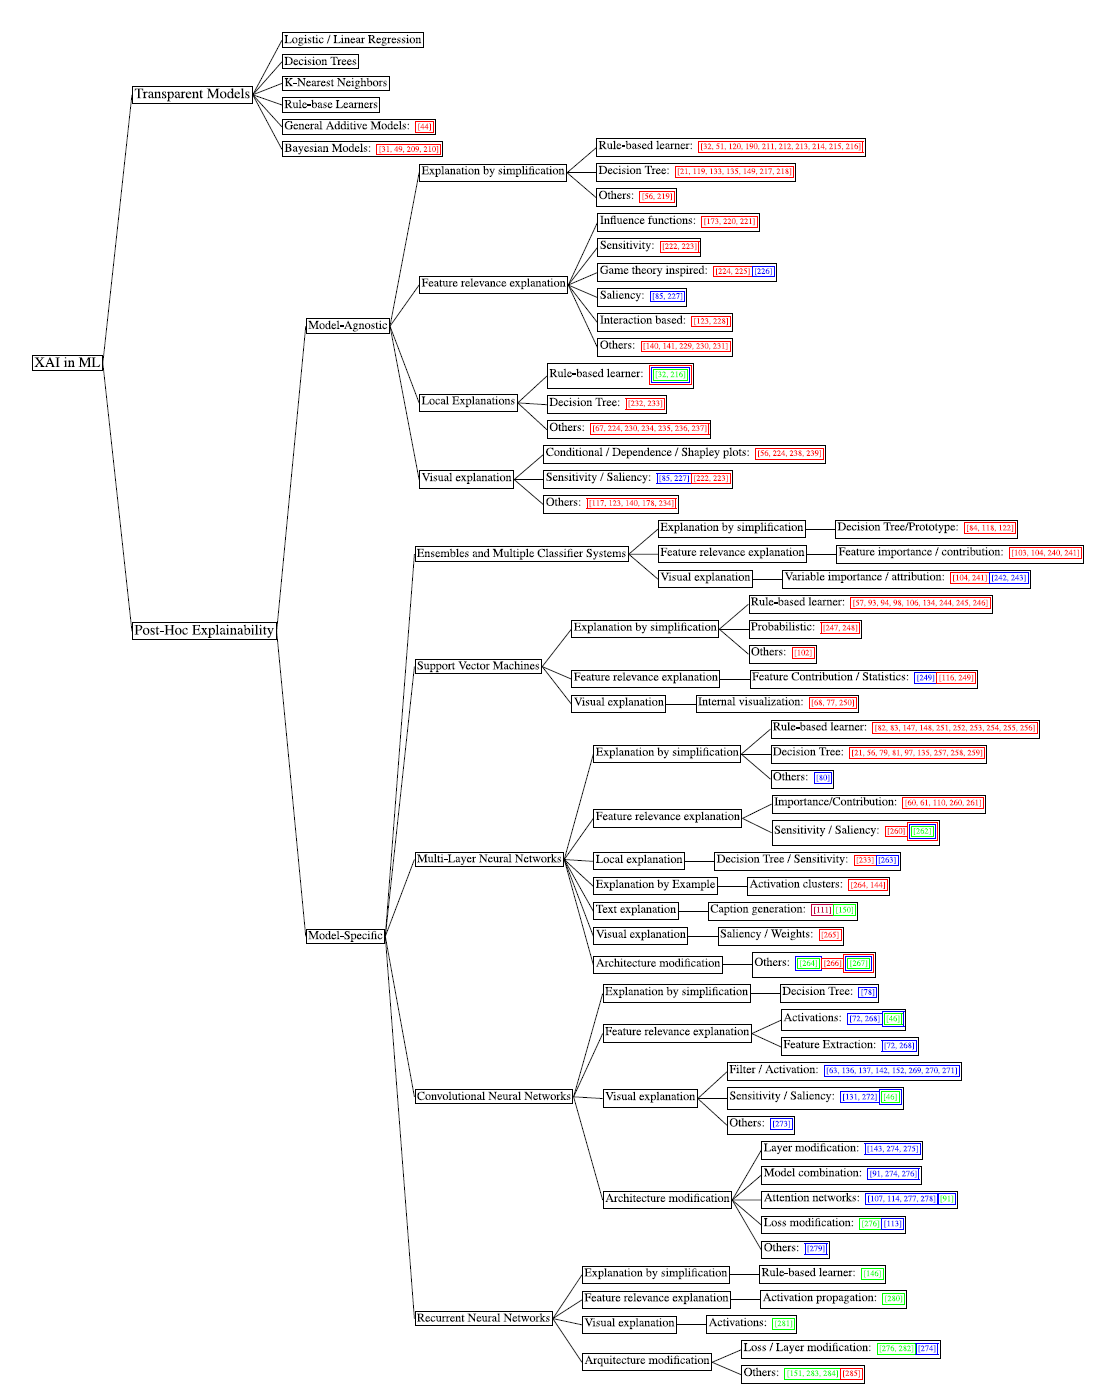 Logistic / Linear Regression
Decision Trees
K-Nearest Neighbors
Transparent Models
Rule-base Learners
General Additive Models: [44]
Bayesian Models: [31, 49, 209, 210]
Rule-based learner: [32, 51, 120, 190, 211, 212, 213, 214, 215, 216]
Explanation by simplification
Decision Tree: [21, 119, 133, 135, 149, 217, 218]
Others: [56, 219]
Influence functions: [173, 220, 221]
Sensitivity: [222, 223]
Game theory inspired: [224, 225] [226]
Feature relevance explanation
Saliency: [85, 227]
Interaction based: [123, 228]
Model-Agnostic
Others: [140, 141, 229, 230, 231]
XAI in ML
Rule-based learner: [32, 216]
Local Explanations
Decision Tree: [232, 233]
Others: [67, 224, 230, 234, 235, 236, 237]
Conditional / Dependence / Shapley plots: [56, 224, 238, 239]
Visual explanation
Sensitivity / Saliency: [85, 227] [222, 223]
Others: [117, 123, 140, 178, 234]
Explanation by simplification
Decision Tree/Prototype: [84, 118, 122]
Ensembles and Multiple Classifier Systems
Feature relevance explanation
Feature importance / contribution: [103, 104, 240, 241]
Visual explanation
Variable importance / attribution: [104, 241] [242, 243]
Post-Hoc Explainability
Rule-based learner: [57, 93, 94, 98, 106, 134, 244, 245, 246]
Explanation by simplification
Probabilistic: [247, 248]
Others: [102]
Support Vector Machines
Feature relevance explanation
Feature Contribution / Statistics: [249] [116, 249]
Visual explanation
Internal visualization: [68, 77, 250]
Rule-based learner: [82, 83, 147, 148, 251, 252, 253, 254, 255, 256]
Explanation by simplification
Decision Tree: [21, 56, 79, 81, 97, 135, 257, 258, 259]
Others: [80]
Importance/Contribution: [60, 61, 110, 260, 261]
Feature relevance explanation
Sensitivity / Saliency: [260] [262]
Multi-Layer Neural Networks
Local explanation
Decision Tree / Sensitivity: [233] [263]
Explanation by Example
Activation clusters: [264, 144]
Text explanation
Caption generation: [111] [150]
Visual explanation
Saliency / Weights: [265]
Model-Specific
Architecture modification
Others: [264] [266] [267]
Explanation by simplification
Decision Tree: [78]
Activations: [72, 268] [46]
Feature relevance explanation
Feature Extraction: [72, 268]
Filter / Activation: [63, 136, 137, 142, 152, 269, 270, 271]
Convolutional Neural Networks
Visual explanation
Sensitivity / Saliency: [131, 272] [46]
Others: [273]
Layer modification: [143, 274, 275]
Model combination: [91, 274, 276]
Architecture modification
Attention networks: [107, 114, 277, 278] [91]
Loss modification: [276] [113]
Others: [279]
Explanation by simplification
Rule-based learner: [146]
Feature relevance explanation
Activation propagation: [280]
Recurrent Neural Networks
Visual explanation
Activations: [281]
Loss / Layer modification: [276, 282] [274]
Arquitecture modification
Others: [151, 283, 284] [285]